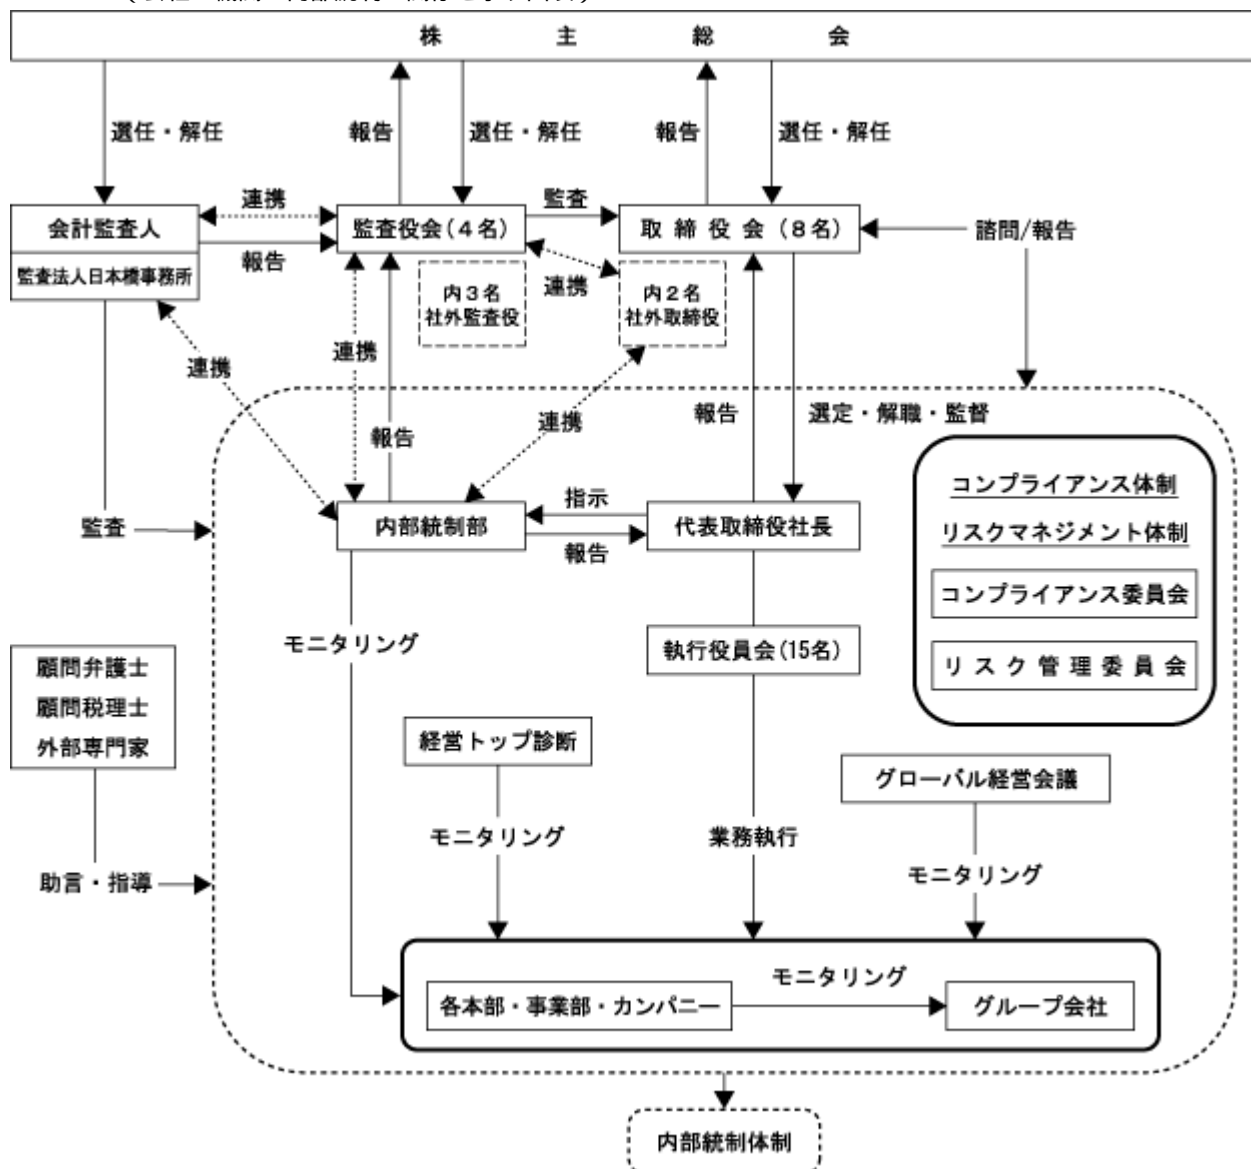 株主総会
選任・解任
報告
選任・解任
報告
選任・解任
連携
監査
会計監査人
監査役会(4名)
取締役会(8名)
諮問/報告
報告
監査法人日本橋事務所
内3名
社外監査役
連携
内2名
社外取締役
連携
連携
連携
報告
報告
選定・解職・監督
コンプライアンス体制
リスクマネジメント体制
コンプライアンス委員会
リスク管理委員会
監査
内部統制部
指示
報告
代表取締役社長
モニタリング
執行役員会(15名)
顧問弁護士
顧問税理士
外部専門家
経営トップ診断
グローバル経営会議
モニタリング
業務執行
モニタリング
助言・指導
モニタリング
各本部・事業部・カンパニー
グループ会社
内部統制体制